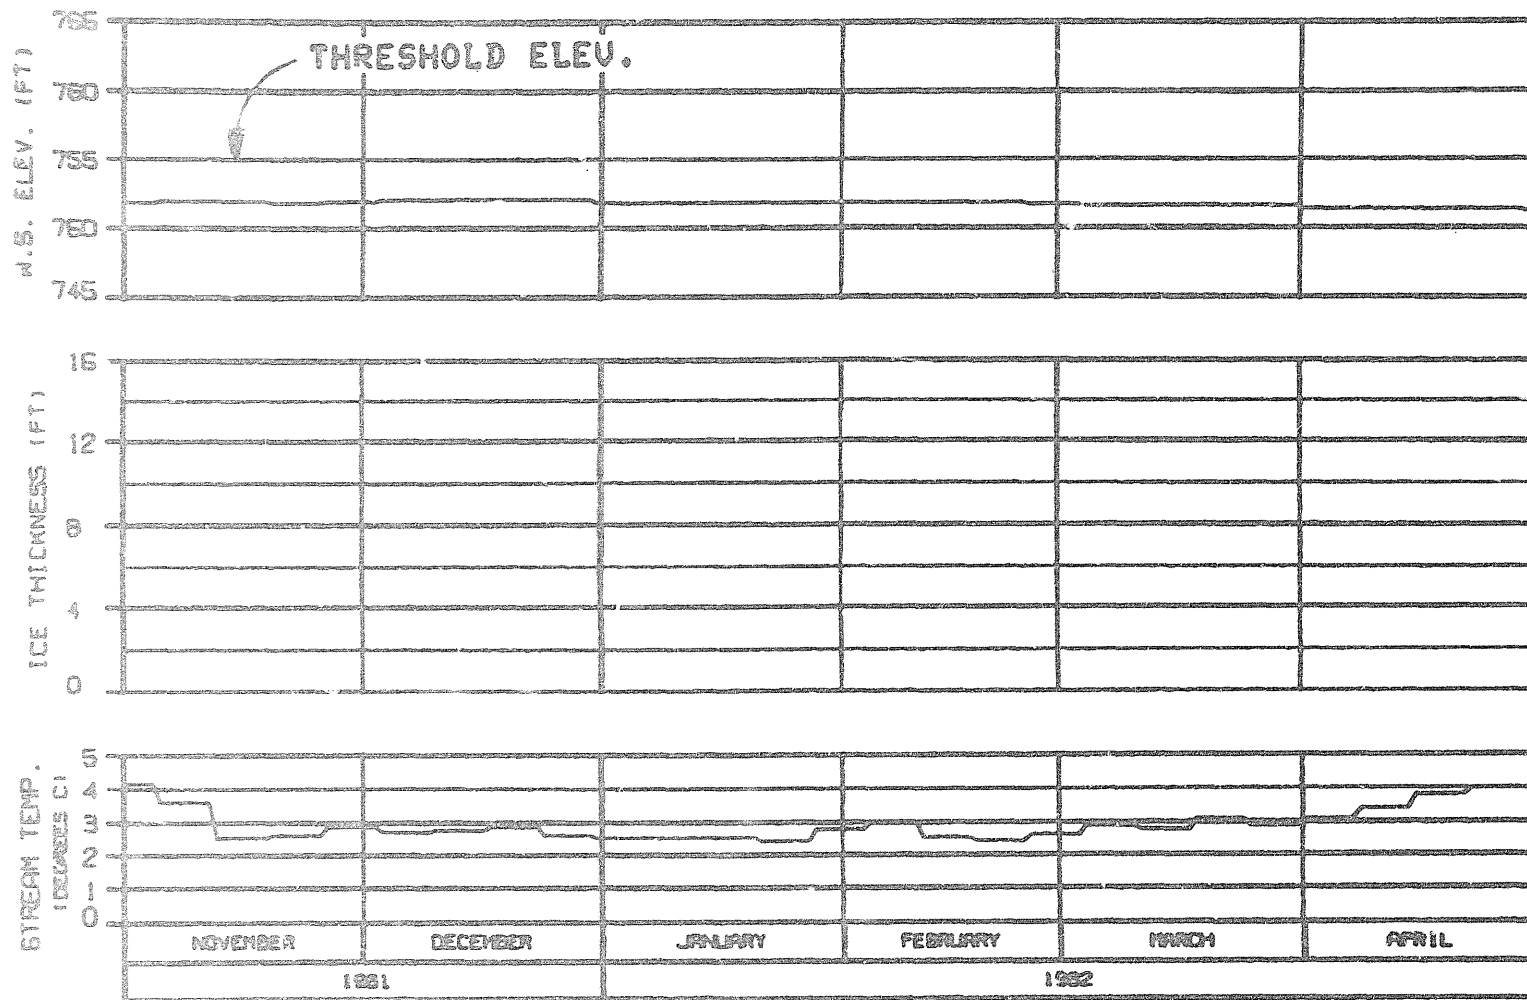 THRESHOLD ELEV.
W.S. ELEV. (FT)
760
755
750
745
ICE THICKNESS (FT)
16
12
8
4
0
STREAM TEMP.
(DEGREES C)
5
4
3
2
1
0
NOVEMBER DECEMBER JANUARY FEBRUARY MARCH APRIL
1981 1982